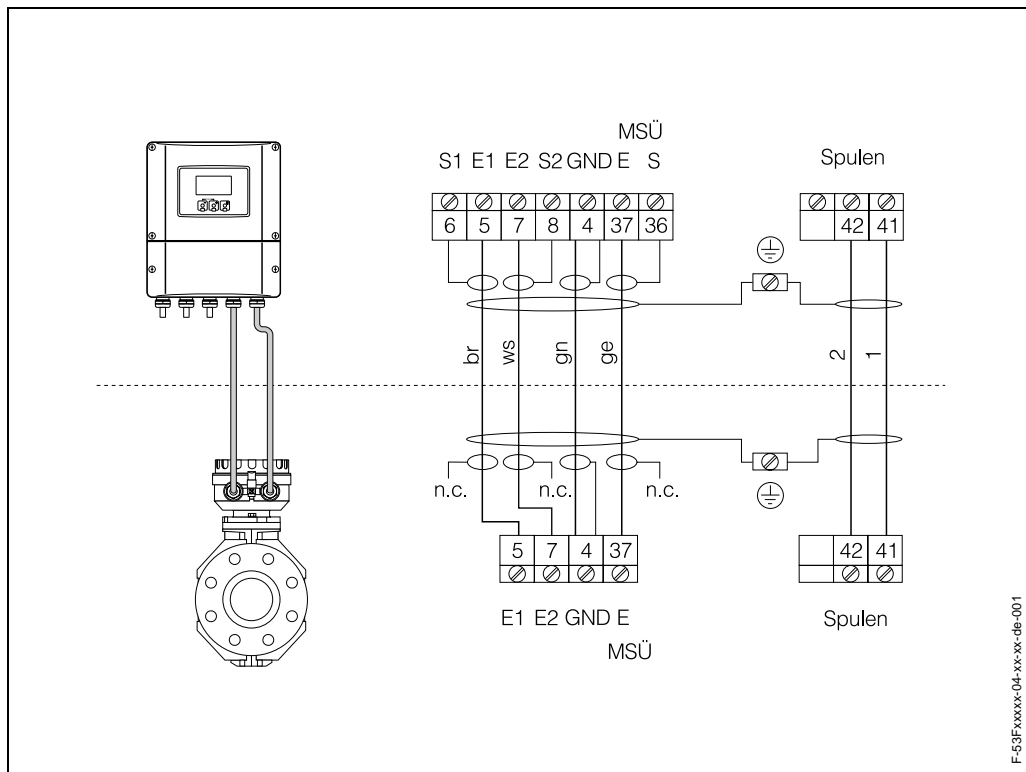 MSÜ
S1 E1 E2 S2 GND E S
Spulen
6 5 7 8 4 37 36
42 41
br ws gn ge
2 1
n.c. n.c. n.c.
5 7 4 37
42 41
E1 E2 GND E
Spulen
MSÜ
F-53Fxxxxx-04-xx-xx-de-001